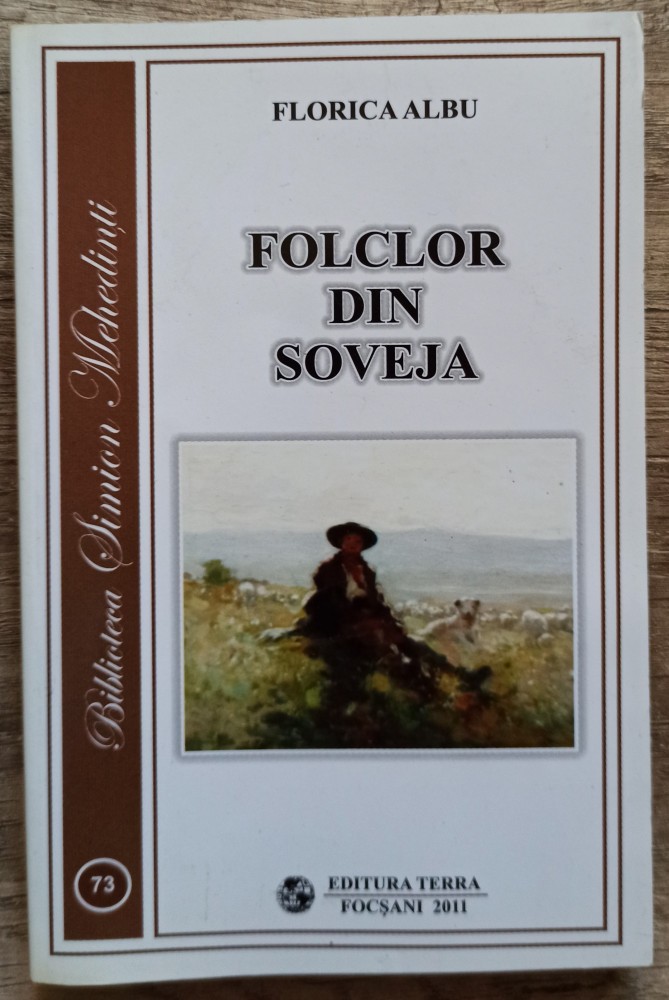 FLORICA ALBU
FOLCLOR
DIN
SOVEJA
Biblioteca Simion Mehedinți
73
EDITURA TERRA
FOCȘANI 2011